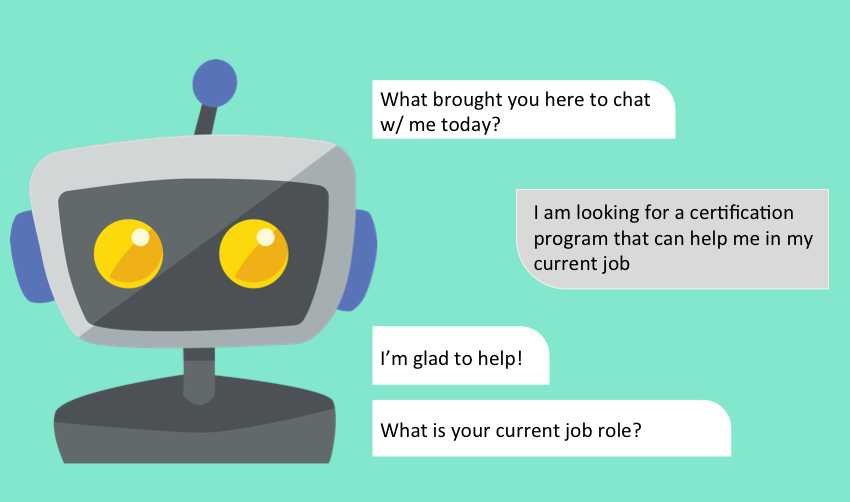 What brought you here to chat
w/ me today?
I am looking for a certification
program that can help me in my
current job
I’m glad to help!
What is your current job role?